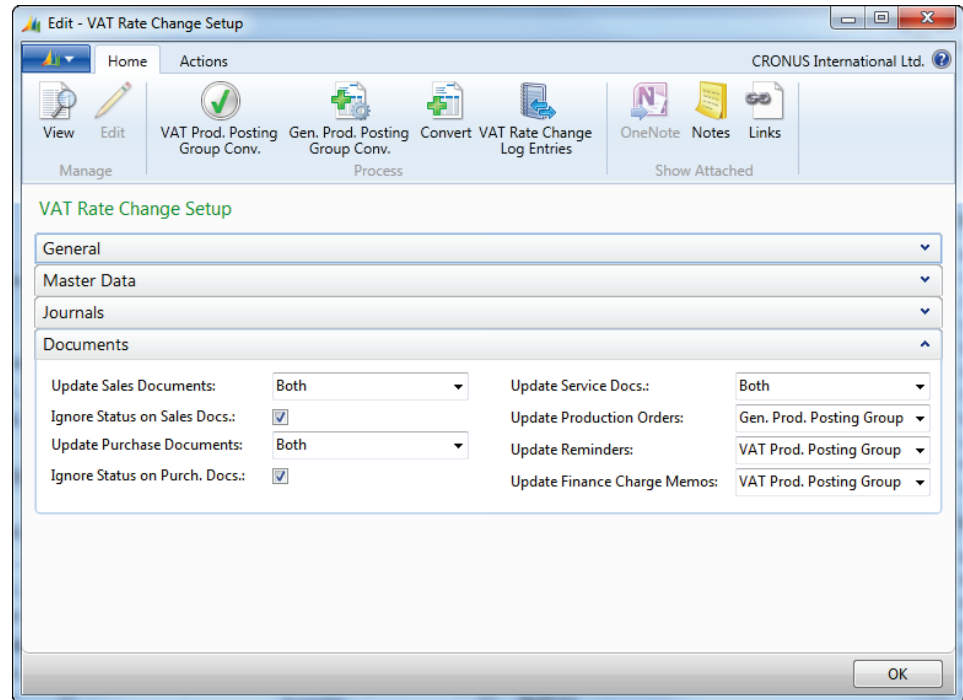 Edit - VAT Rate Change Setup
Home Actions CRONUS International Ltd.
View Edit VAT Prod. Posting Group Conv. Gen. Prod. Posting Group Conv. Convert VAT Rate Change Log Entries OneNote Notes Links
Manage Process Show Attached
VAT Rate Change Setup
General
Master Data
Journals
Documents
Update Sales Documents: Both
Ignore Status on Sales Docs.:
Update Purchase Documents: Both
Ignore Status on Purch. Docs.:
Update Service Docs.: Both
Update Production Orders: Gen. Prod. Posting Group
Update Reminders: VAT Prod. Posting Group
Update Finance Charge Memos: VAT Prod. Posting Group
OK